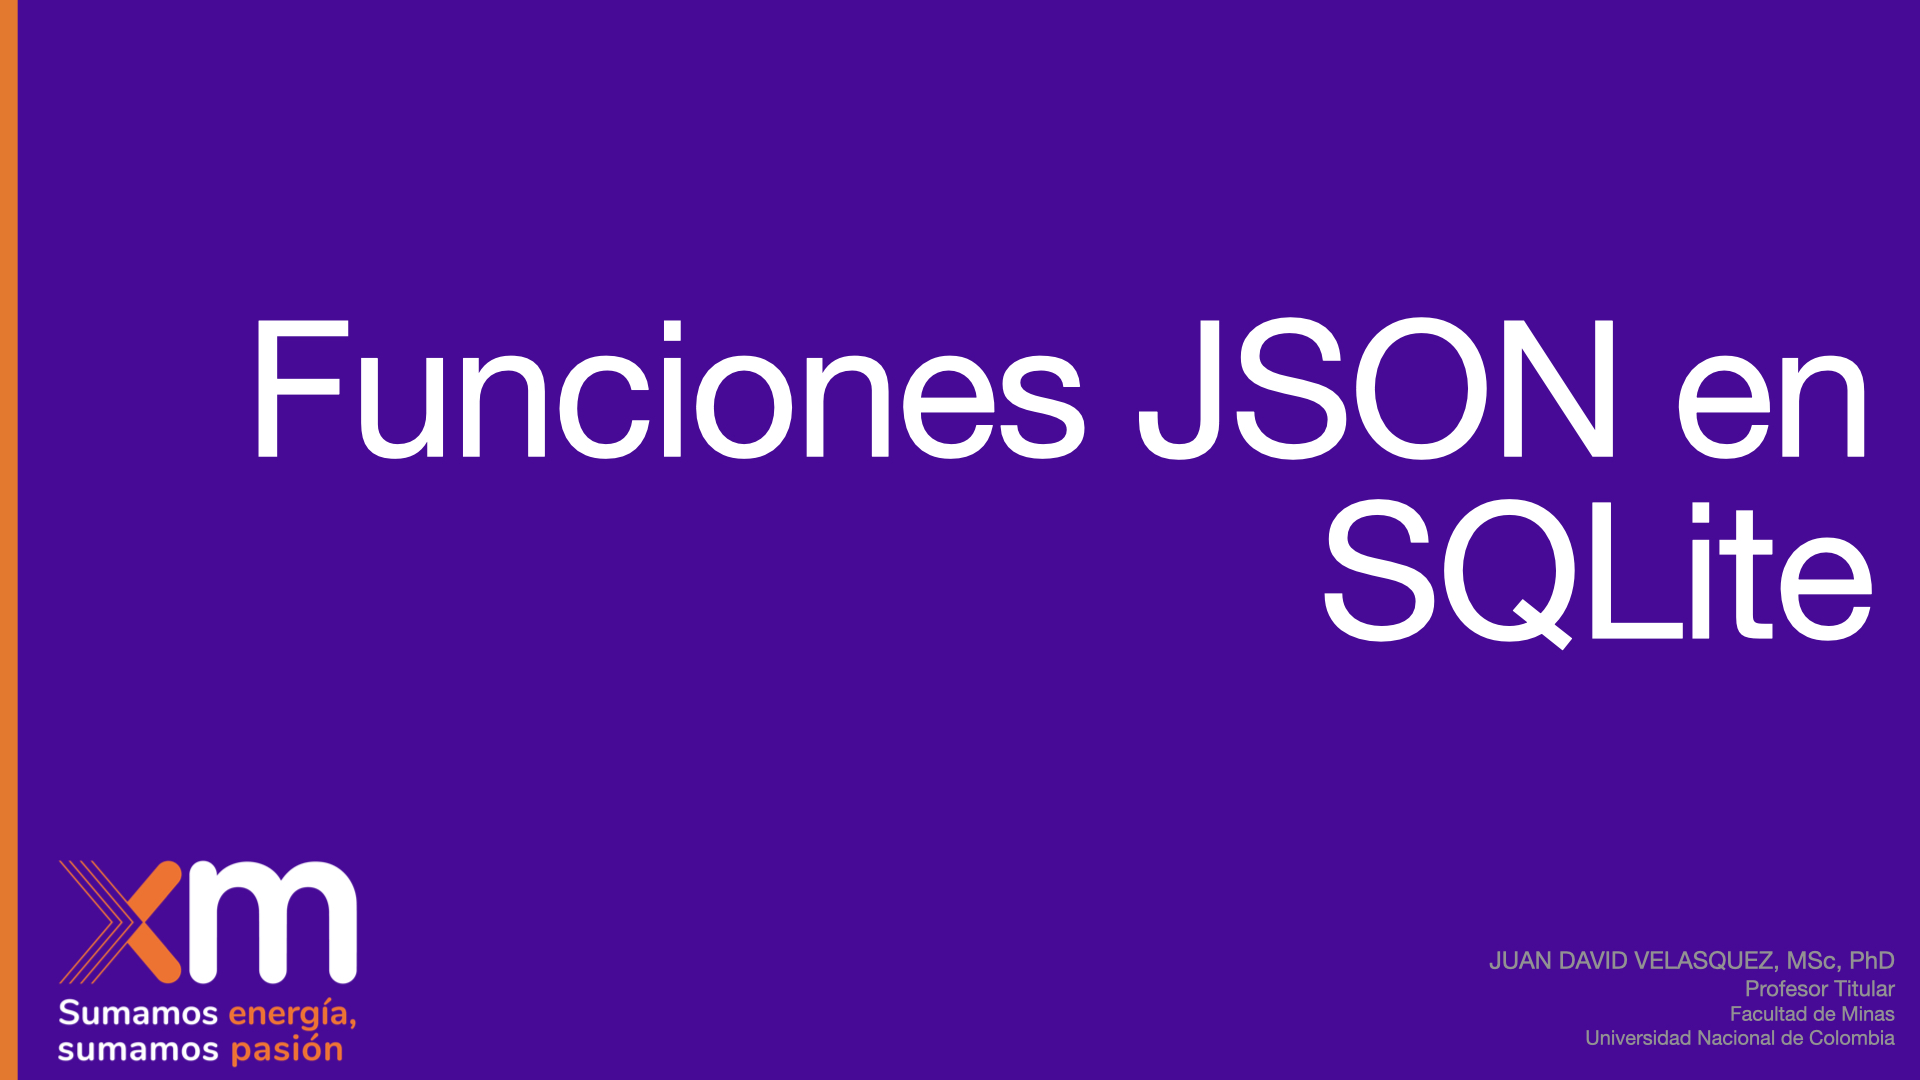 Funciones JSON en
SQLite
xm
Sumamos energía,
sumamos pasión
JUAN DAVID VELASQUEZ, MSc, PhD
Profesor Titular
Facultad de Minas
Universidad Nacional de Colombia